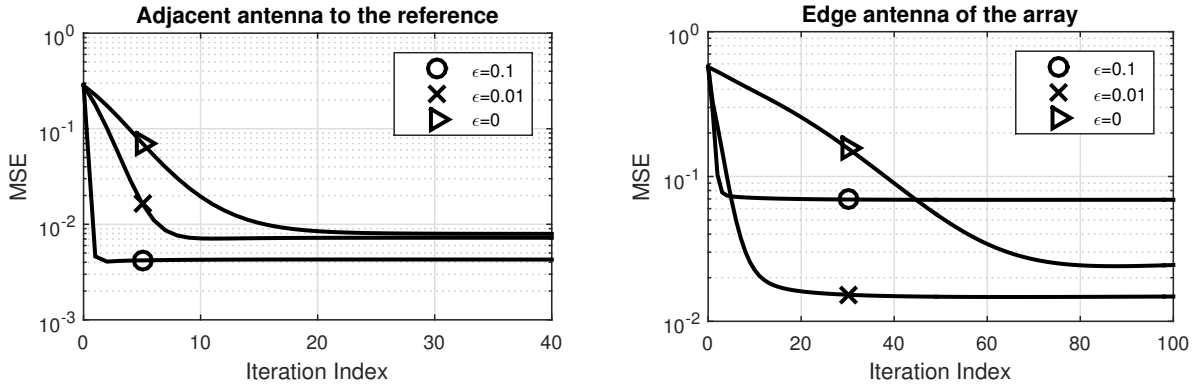 Adjacent antenna to the reference
10^0
10^-1
10^-2
10^-3
MSE
0
10
20
30
40
Iteration Index
ϵ=0.1
ϵ=0.01
ϵ=0
Edge antenna of the array
10^0
10^-1
10^-2
MSE
0
20
40
60
80
100
Iteration Index
ϵ=0.1
ϵ=0.01
ϵ=0